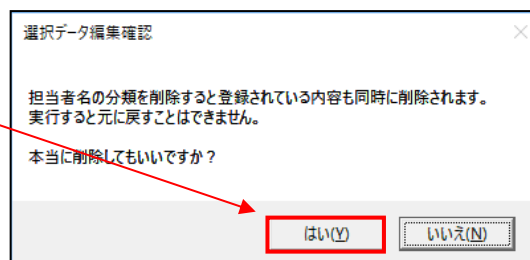 選択データ編集確認
担当者名の分類を削除すると登録されている内容も同時に削除されます。
実行すると元に戻すことはできません。
本当に削除してもいいですか？
はい(Y)
いいえ(N)